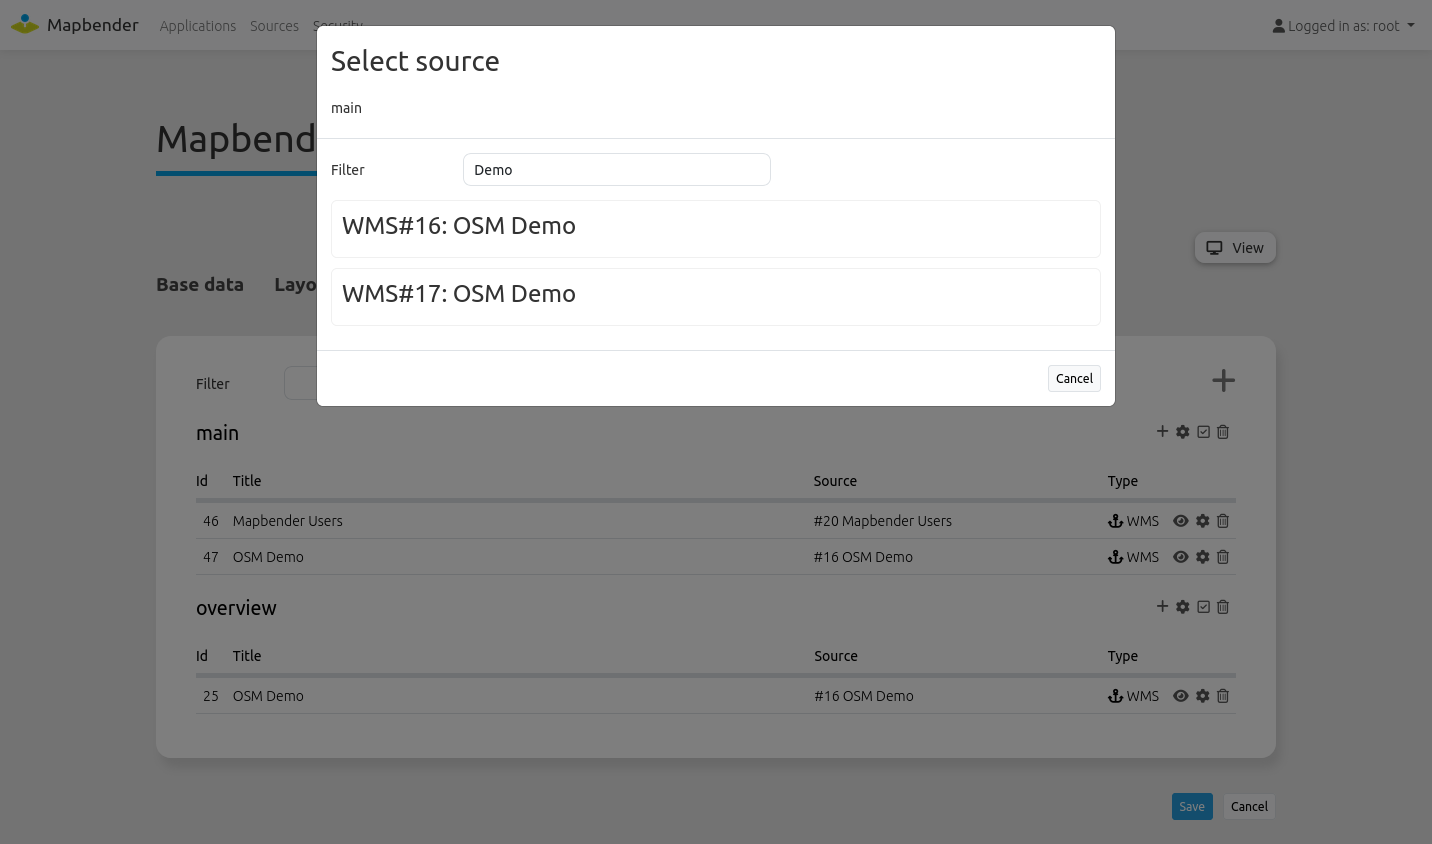 Mapbender Applications Sources Security Logged in as: root
Select source
main
Mapbend
Filter Demo
WMS#16: OSM Demo
View
Base data Layo
WMS#17: OSM Demo
Cancel
Filter
main
Id Title Source Type
46 Mapbender Users #20 Mapbender Users WMS
47 OSM Demo #16 OSM Demo WMS
overview
Id Title Source Type
25 OSM Demo #16 OSM Demo WMS
Save Cancel